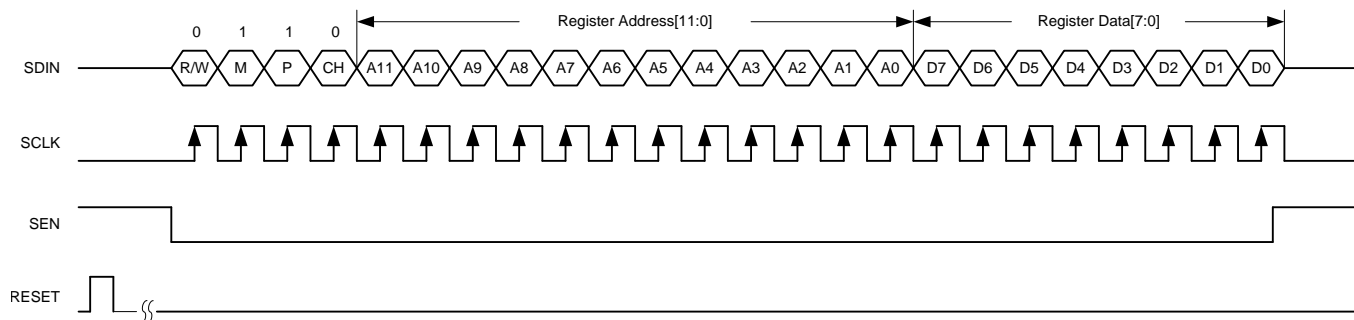 Register Address[11:0] Register Data[7:0]
0 1 1 0
SDIN R/W M P CH A11 A10 A9 A8 A7 A6 A5 A4 A3 A2 A1 A0 D7 D6 D5 D4 D3 D2 D1 D0
SCLK
SEN
RESET